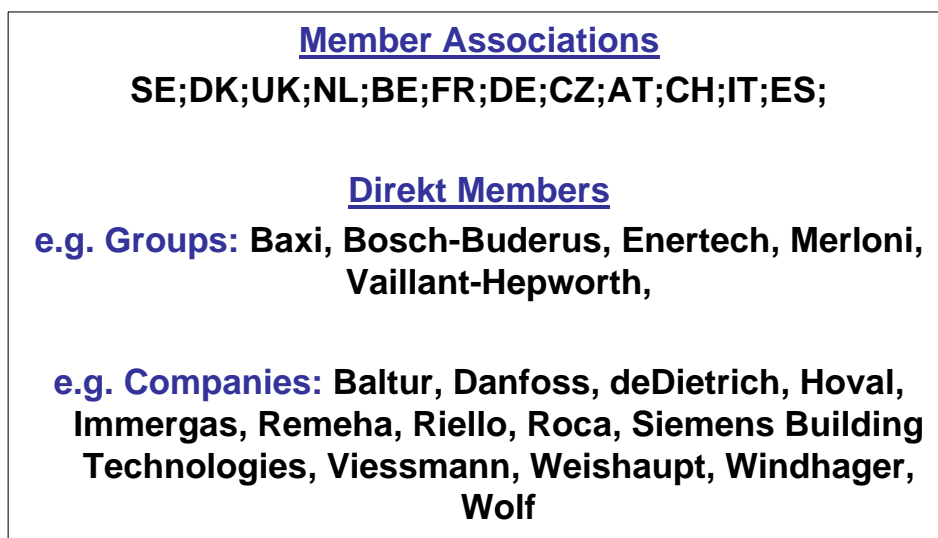 Member Associations
SE;DK;UK;NL;BE;FR;DE;CZ;AT;CH;IT;ES;
Direkt Members
e.g. Groups: Baxi, Bosch-Buderus, Enertech, Merloni,
Vaillant-Hepworth,
e.g. Companies: Baltur, Danfoss, deDietrich, Hoval,
Immergas, Remeha, Riello, Roca, Siemens Building
Technologies, Viessmann, Weishaupt, Windhager,
Wolf